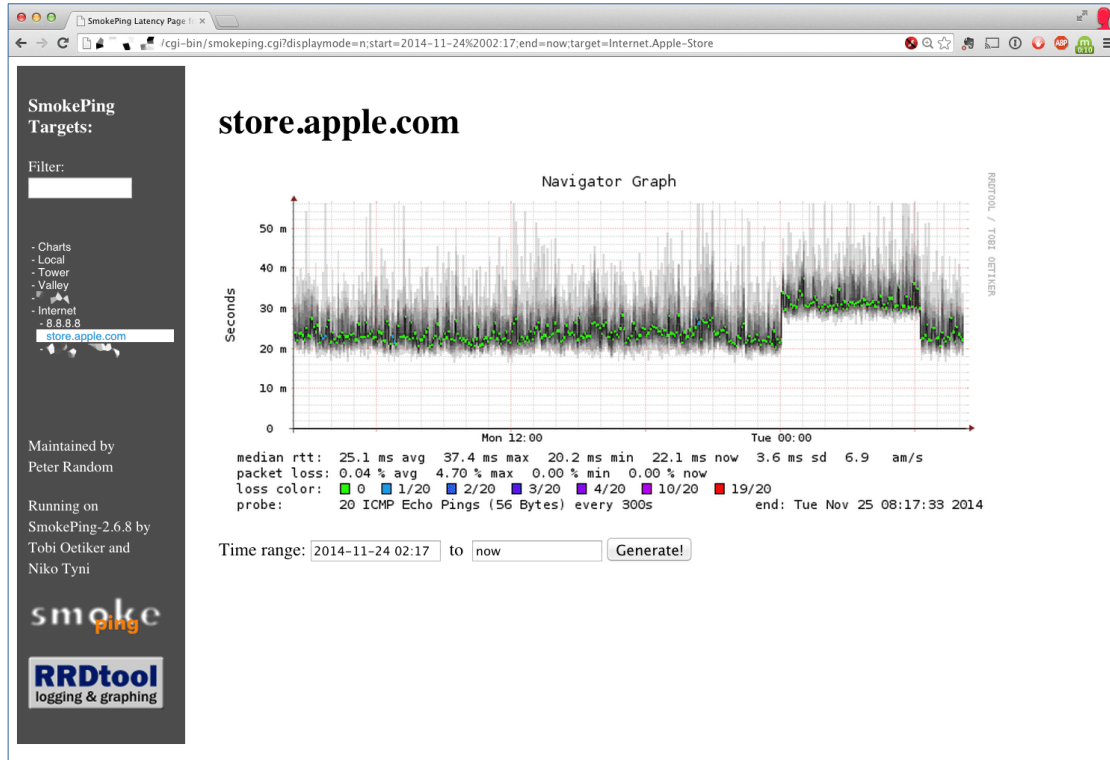 SmokePing Latency Page f
/cgi-bin/smokeping.cgi?displaymode=n;start=2014-11-24%2002:17;end=now;target=Internet.Apple-Store
ABP
m
0:10
SmokePing
Targets:
Filter:
- Charts
- Local
- Tower
- Valley
-
- Internet
- 8.8.8.8
store.apple.com
-
Maintained by
Peter Random
Running on
SmokePing-2.6.8 by
Tobi Oetiker and
Niko Tyni
smokeping
RRDtool
logging & graphing
store.apple.com
Navigator Graph
RRDTOOL / TOBI OETIKER
Seconds
50 m
40 m
30 m
20 m
10 m
0
Mon 12:00 Tue 00:00
median rtt: 25.1 ms avg 37.4 ms max 20.2 ms min 22.1 ms now 3.6 ms sd 6.9 am/s
packet loss: 0.04 % avg 4.70 % max 0.00 % min 0.00 % now
loss color: 0 1/20 2/20 3/20 4/20 10/20 19/20
probe: 20 ICMP Echo Pings (56 Bytes) every 300s end: Tue Nov 25 08:17:33 2014
Time range: 2014-11-24 02:17 to now Generate!